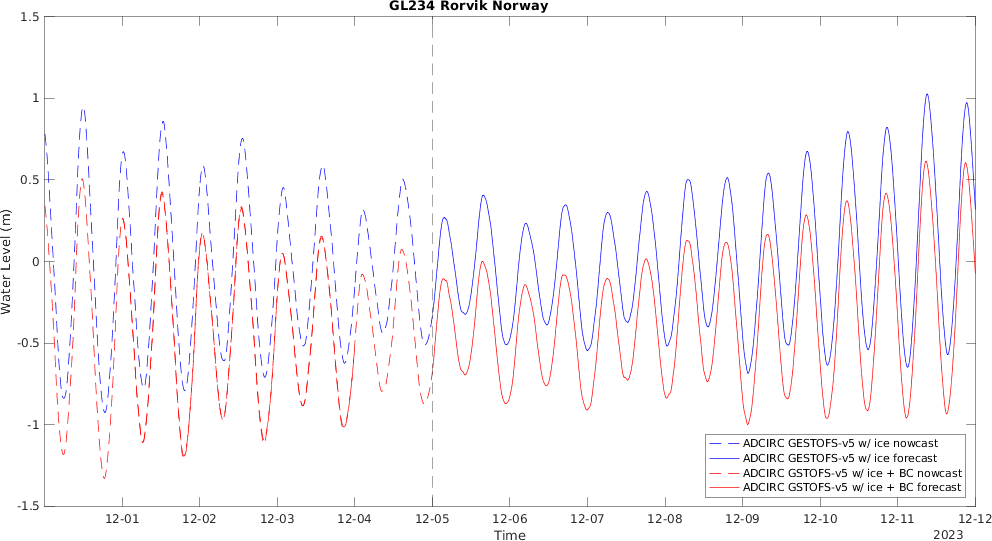 GL234 Rorvik Norway
1.5
1
0.5
0
-0.5
-1
-1.5
Water Level (m)
12-01 12-02 12-03 12-04 12-05 12-06 12-07 12-08 12-09 12-10 12-11 12-12
Time
2023
ADCIRC GESTOFS-v5 w/ ice nowcast
ADCIRC GESTOFS-v5 w/ ice forecast
ADCIRC GSTOFS-v5 w/ ice + BC nowcast
ADCIRC GSTOFS-v5 w/ ice + BC forecast